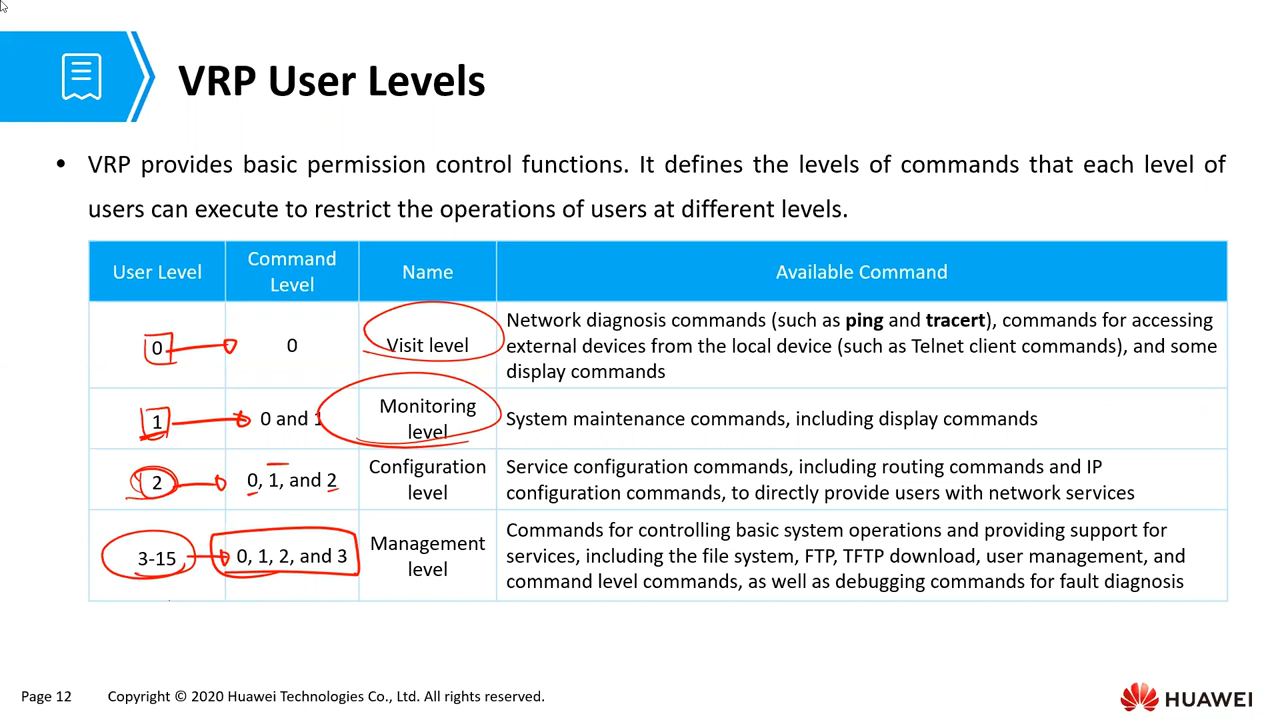 VRP User Levels
• VRP provides basic permission control functions. It defines the levels of commands that each level of
users can execute to restrict the operations of users at different levels.
User Level
Command
Level
Name
Available Command
0
0
Visit level
Network diagnosis commands (such as ping and tracert), commands for accessing
external devices from the local device (such as Telnet client commands), and some
display commands
1
0 and 1
Monitoring
level
System maintenance commands, including display commands
2
0, 1, and 2
Configuration
level
Service configuration commands, including routing commands and IP
configuration commands, to directly provide users with network services
3-15
0, 1, 2, and 3
Management
level
Commands for controlling basic system operations and providing support for
services, including the file system, FTP, TFTP download, user management, and
command level commands, as well as debugging commands for fault diagnosis
Page 12
Copyright © 2020 Huawei Technologies Co., Ltd. All rights reserved.
HUAWEI